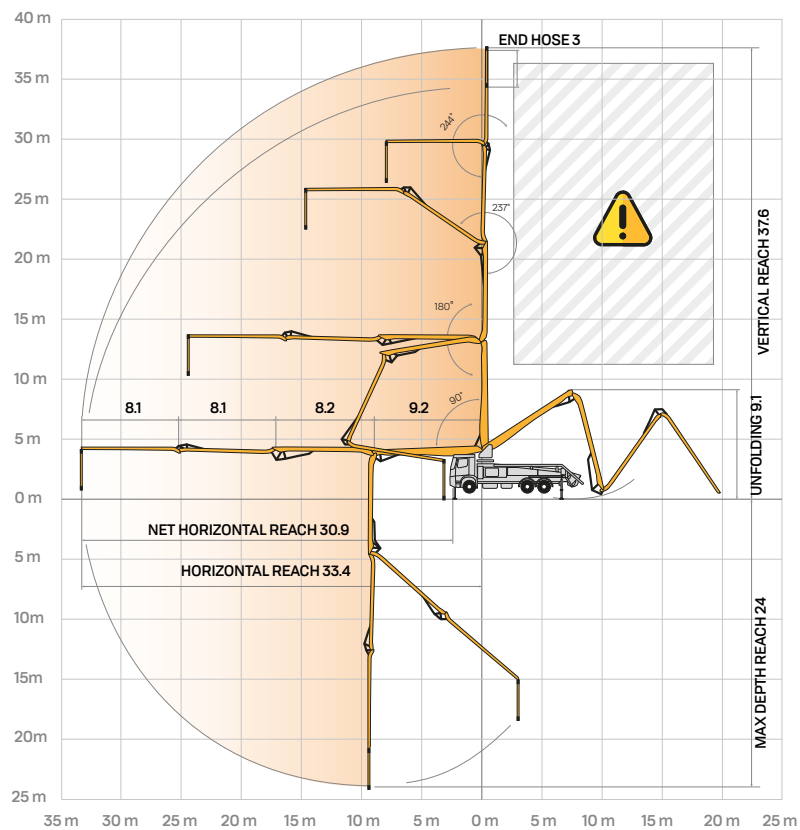 40 m
END HOSE 3
35 m
244°
30 m
25 m
237°
20 m
VERTICAL REACH 37.6
15 m
180°
10 m
8.1
8.1
8.2
9.2
90°
UNFOLDING 9.1
5 m
0 m
NET HORIZONTAL REACH 30.9
5 m
HORIZONTAL REACH 33.4
10 m
MAX DEPTH REACH 24
15 m
20 m
25 m
35 m
30 m
25 m
20 m
15 m
10 m
5 m
0 m
5 m
10 m
15 m
20 m
25 m